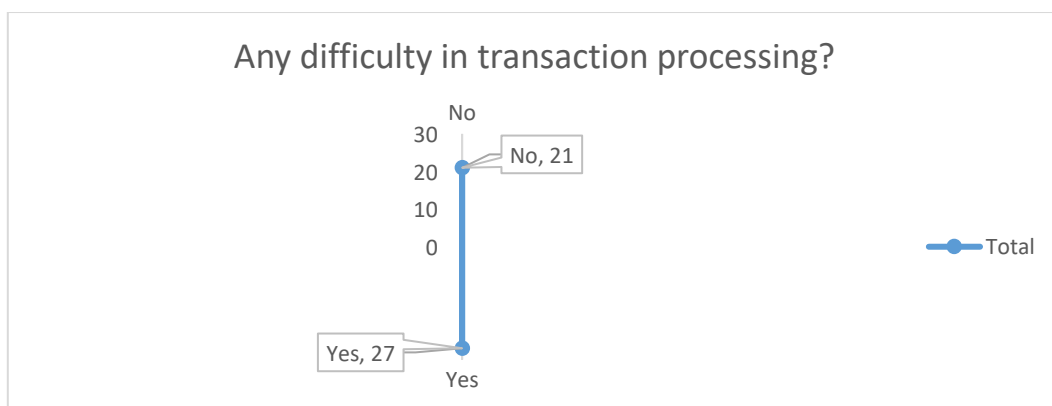 Any difficulty in transaction processing?
No
30
No, 21
20
10
0
Total
Yes, 27
Yes